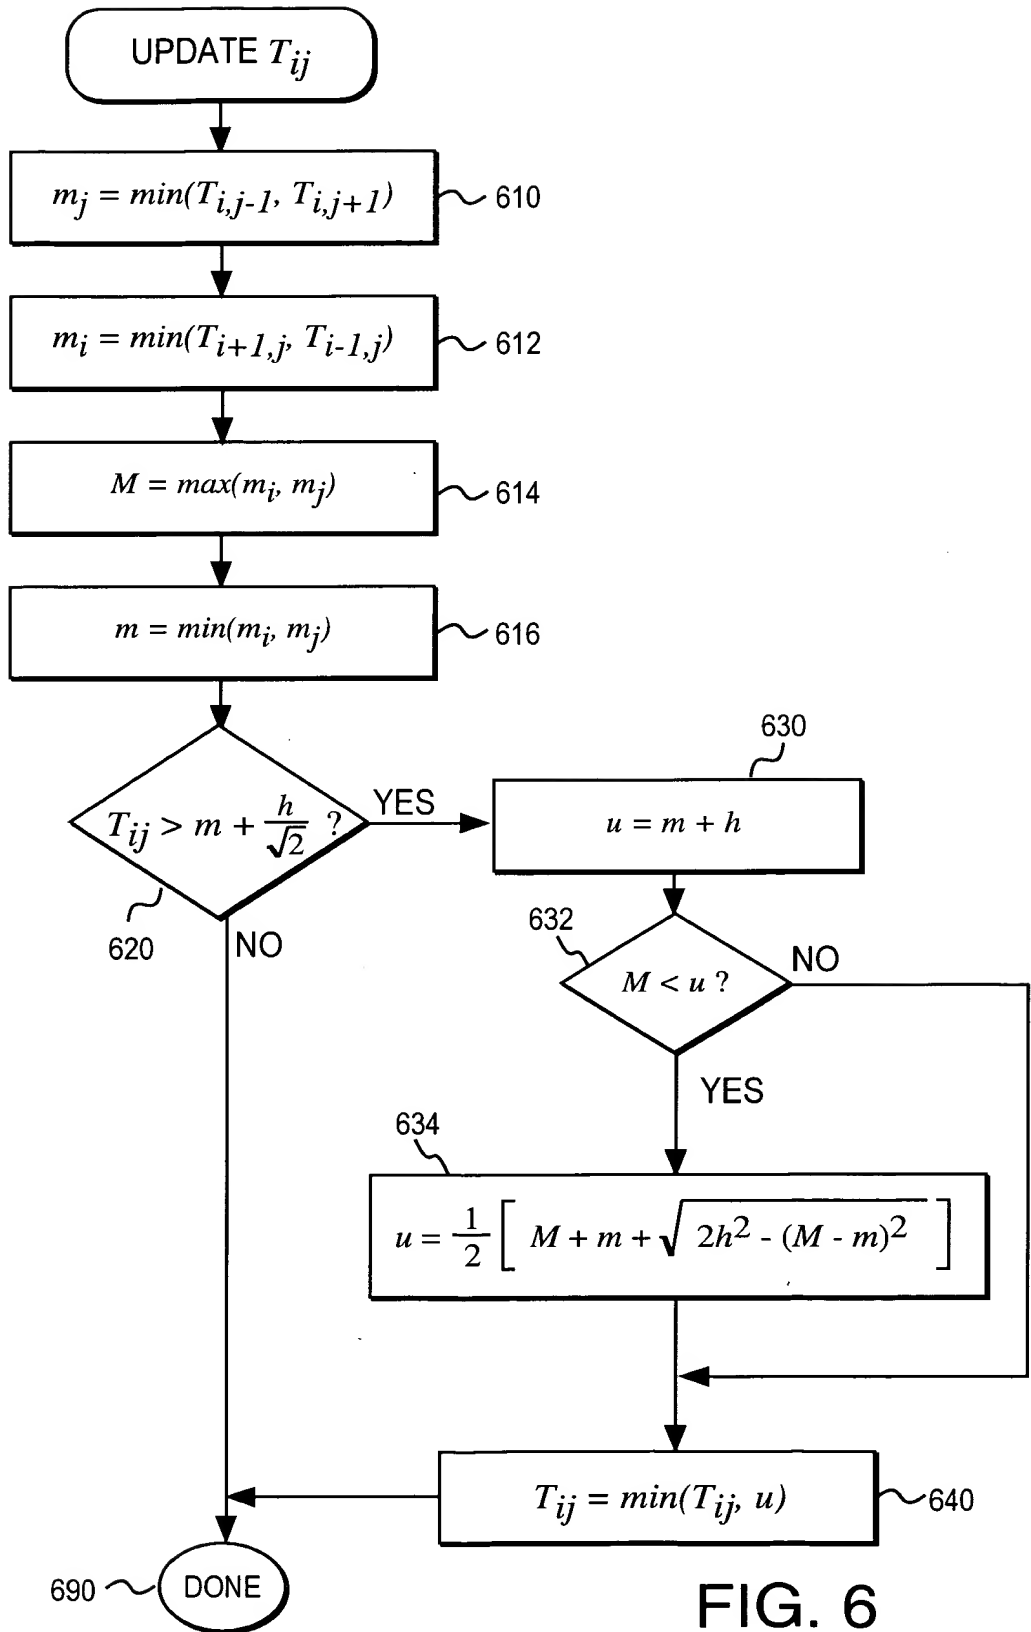 UPDATE T_ij
m_j = min(T_i,j-1, T_i,j+1)
610
m_i = min(T_i+1,j, T_i-1,j)
612
M = max(m_i, m_j)
614
m = min(m_i, m_j)
616
T_ij > m + h/√2 ?
620
YES
NO
630
u = m + h
632
M < u ?
NO
YES
634
u = 1/2 [ M + m + √(2h² - (M - m)²) ]
T_ij = min(T_ij, u)
640
690
DONE
FIG. 6